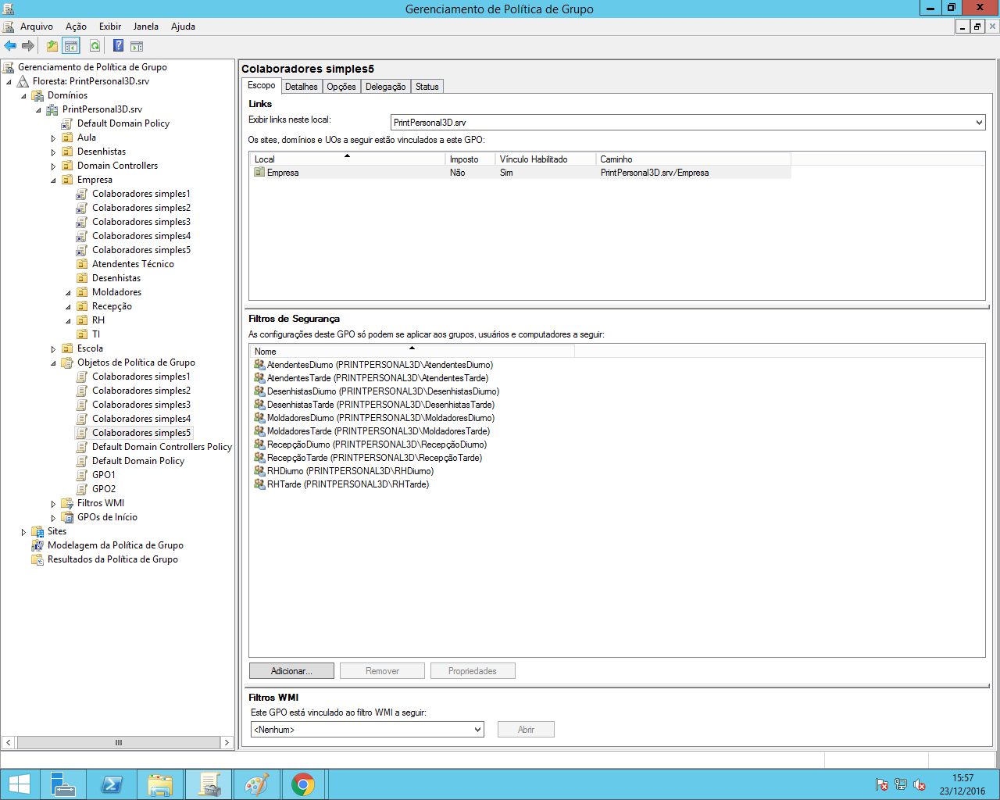 Gerenciamento de Política de Grupo
Arquivo Ação Exibir Janela Ajuda
Gerenciamento de Política de Grupo
Floresta: PrintPersonal3D.srv
Domínios
PrintPersonal3D.srv
Default Domain Policy
Aula
Desenhistas
Domain Controllers
Empresa
Colaboradores simples1
Colaboradores simples2
Colaboradores simples3
Colaboradores simples4
Colaboradores simples5
Atendentes Técnico
Desenhistas
Moldadores
Recepção
RH
TI
Escola
Objetos de Política de Grupo
Colaboradores simples1
Colaboradores simples2
Colaboradores simples3
Colaboradores simples4
Colaboradores simples5
Default Domain Controllers Policy
Default Domain Policy
GPO1
GPO2
Filtros WMI
GPOs de Início
Sites
Modelagem da Política de Grupo
Resultados da Política de Grupo
Colaboradores simples5
Escopo Detalhes Opções Delegação Status
Links
Exibir links neste local: PrintPersonal3D.srv
Os sites, domínios e UOs a seguir estão vinculados a este GPO:
Local Imposto Vínculo Habilitado Caminho
Empresa Não Sim PrintPersonal3D.srv/Empresa
Filtros de Segurança
As configurações deste GPO só podem se aplicar aos grupos, usuários e computadores a seguir:
Nome
AtendentesDiurno (PRINTPERSONAL3D\AtendentesDiurno)
AtendentesTarde (PRINTPERSONAL3D\AtendentesTarde)
DesenhistasDiurno (PRINTPERSONAL3D\DesenhistasDiurno)
DesenhistasTarde (PRINTPERSONAL3D\DesenhistasTarde)
MoldadoresDiurno (PRINTPERSONAL3D\MoldadoresDiurno)
MoldadoresTarde (PRINTPERSONAL3D\MoldadoresTarde)
RecepçãoDiurno (PRINTPERSONAL3D\RecepçãoDiurno)
RecepçãoTarde (PRINTPERSONAL3D\RecepçãoTarde)
RHDiurno (PRINTPERSONAL3D\RHDiurno)
RHTarde (PRINTPERSONAL3D\RHTarde)
Adicionar... Remover Propriedades
Filtros WMI
Este GPO está vinculado ao filtro WMI a seguir:
<Nenhum> Abrir
15:57
23/12/2016